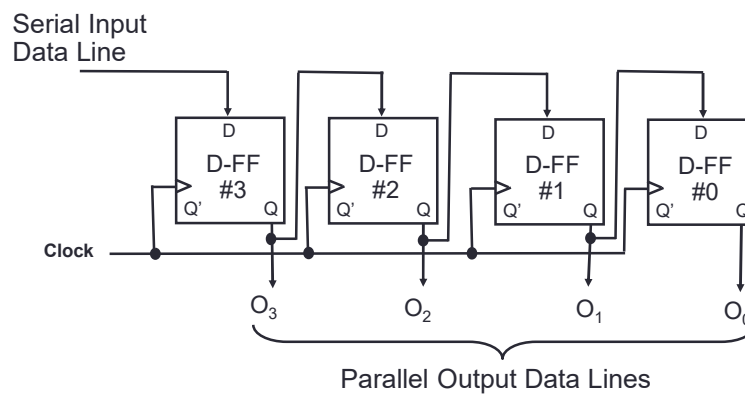 Serial Input
Data Line
D
D
D
D
D-FF
#3
D-FF
#2
D-FF
#1
D-FF
#0
Q’
Q
Q’
Q
Q’
Q
Q’
Q
Clock
O3
O2
O1
O0
Parallel Output Data Lines